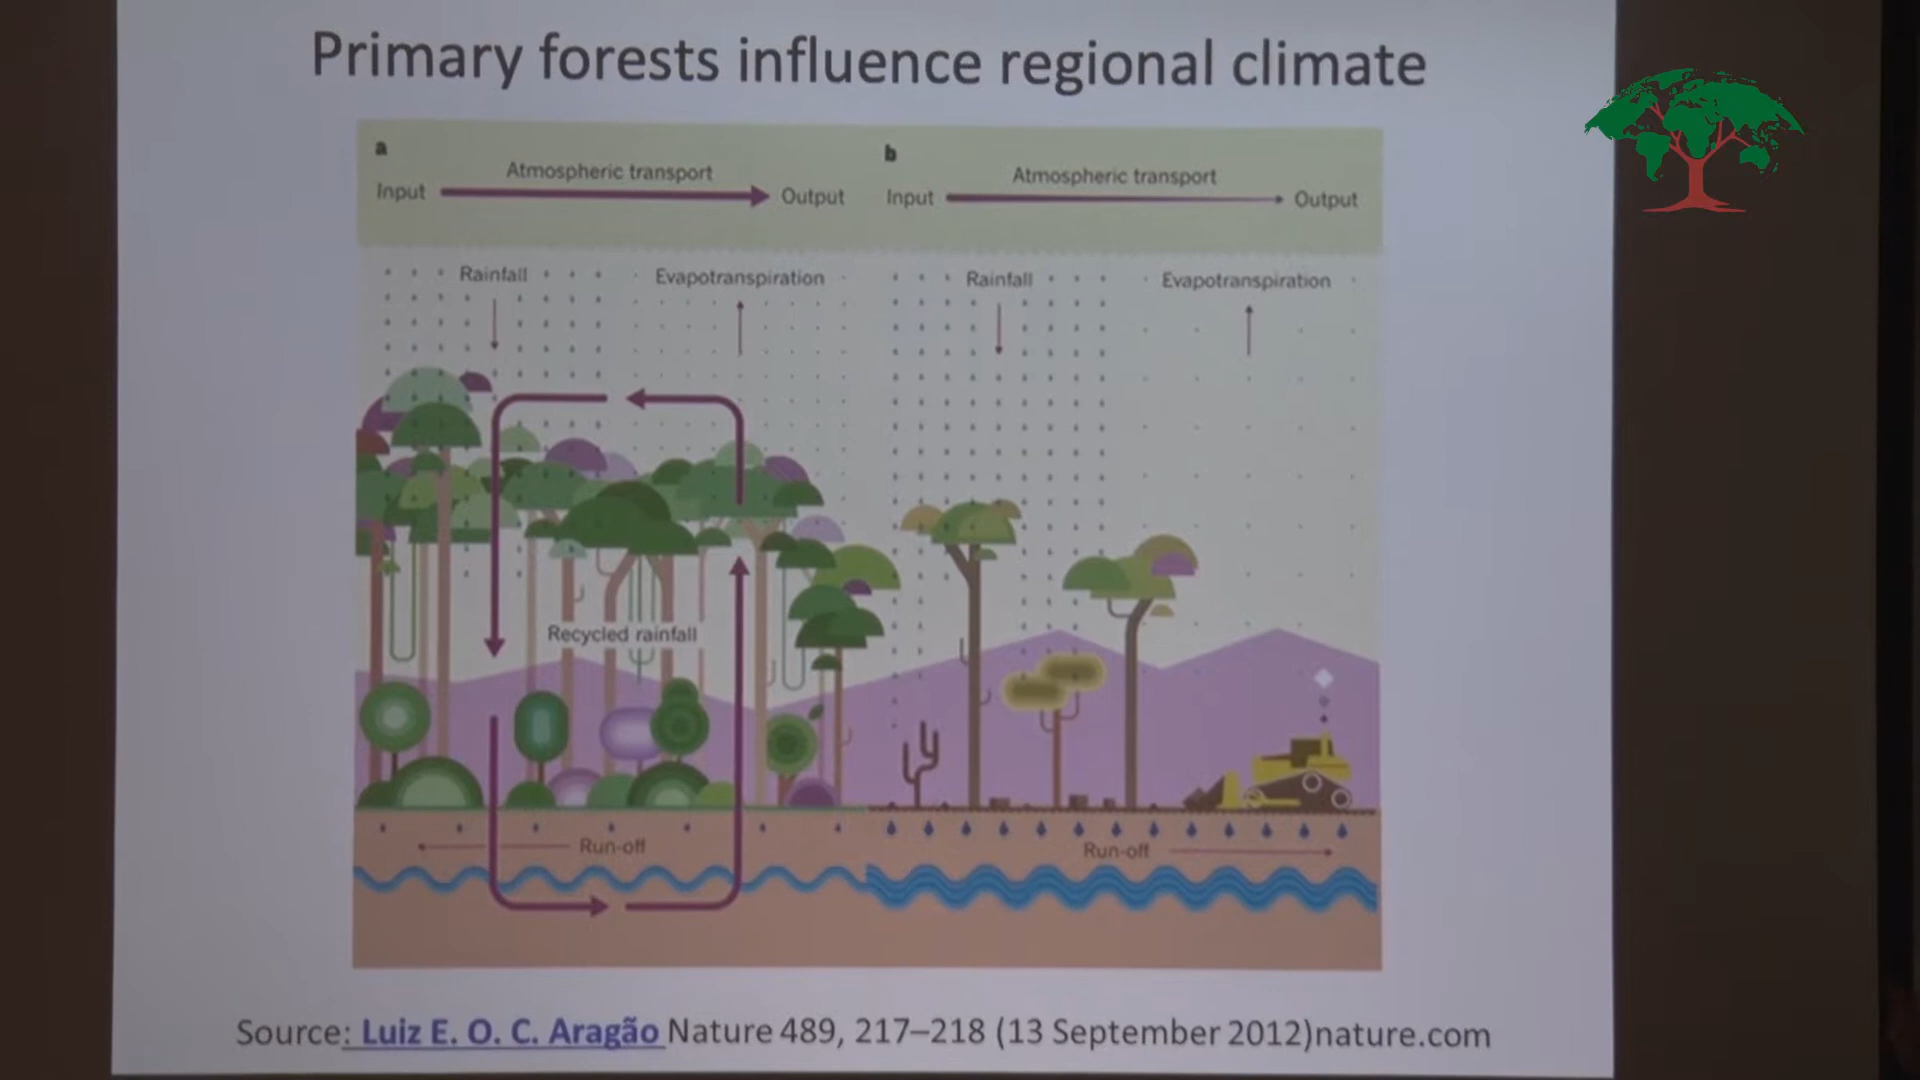 Primary forests influence regional climate
a
Atmospheric transport
Input
Output
Rainfall
Evapotranspiration
Recycled rainfall
Run-off
b
Atmospheric transport
Input
Output
Rainfall
Evapotranspiration
Run-off
Source: Luiz E. O. C. Aragão Nature 489, 217–218 (13 September 2012)nature.com